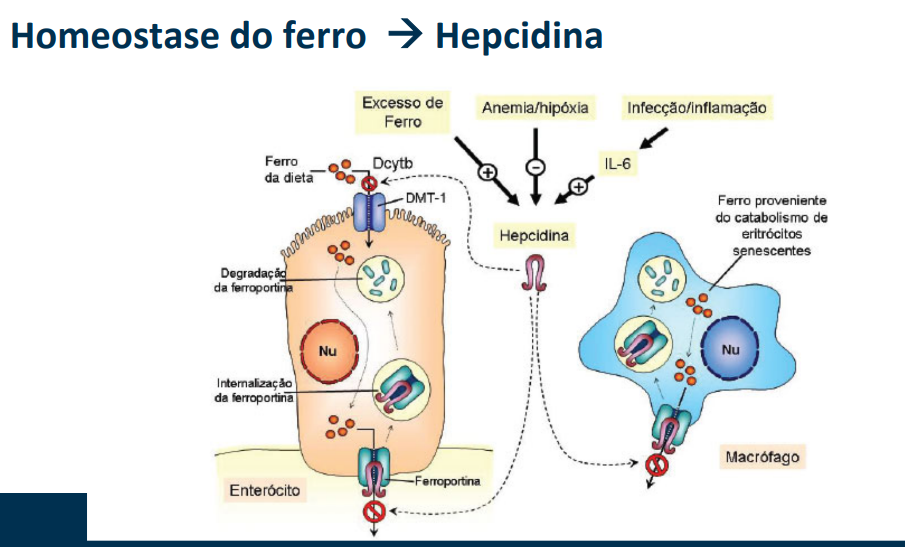 Homeostase do ferro → Hepcidina
Excesso de
Ferro
Anemia/hipóxia
Infecção/inflamação
IL-6
Ferro
da dieta
Dcytb
DMT-1
Hepcidina
Ferro proveniente
do catabolismo de
eritrócitos
senescentes
Degradação
da ferroportina
Nu
Nu
Internalização
da ferroportina
Ferroportina
Enterócito
Macrófago